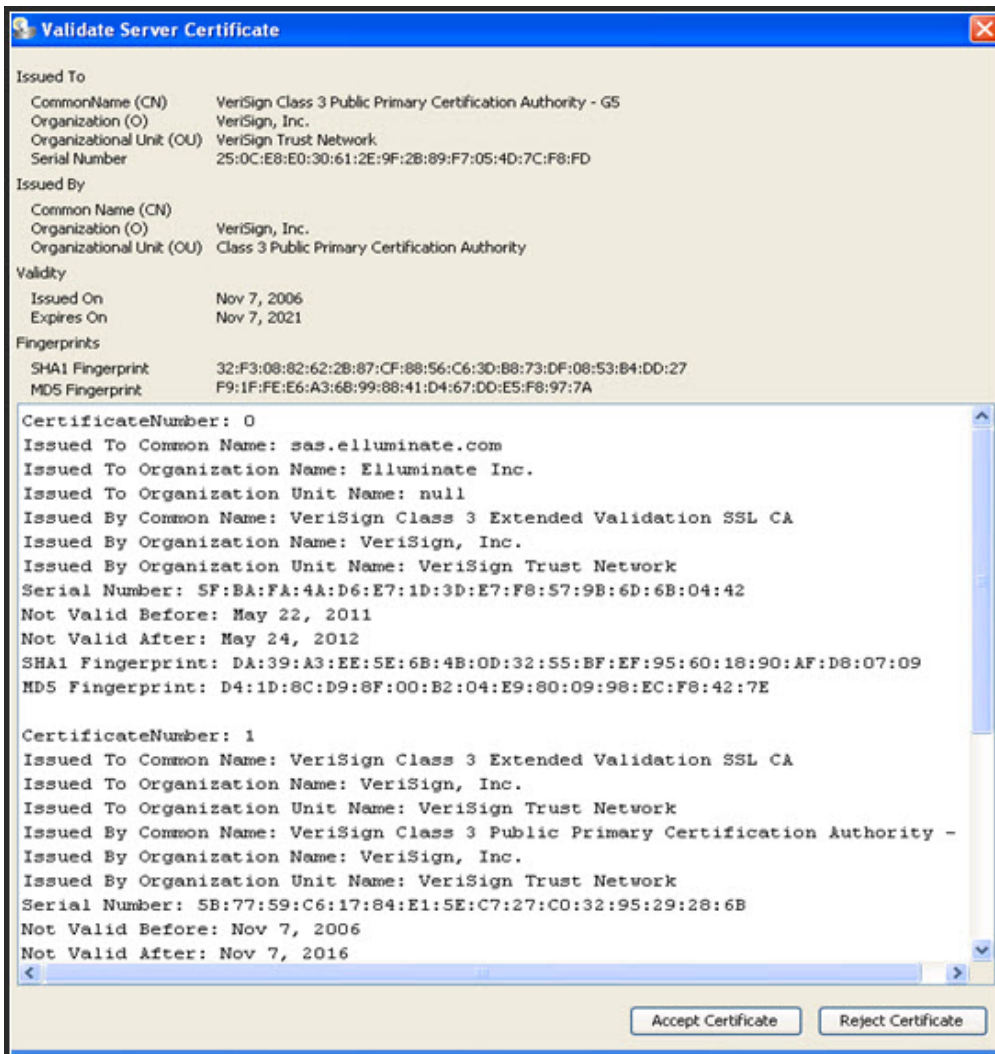 Validate Server Certificate
Issued To
CommonName (CN) VeriSign Class 3 Public Primary Certification Authority - G5
Organization (O) VeriSign, Inc.
Organizational Unit (OU) VeriSign Trust Network
Serial Number 25:0C:E8:E0:30:61:2E:9F:2B:89:F7:05:4D:7C:F8:FD
Issued By
Common Name (CN)
Organization (O) VeriSign, Inc.
Organizational Unit (OU) Class 3 Public Primary Certification Authority
Validity
Issued On Nov 7, 2006
Expires On Nov 7, 2021
Fingerprints
SHA1 Fingerprint 32:F3:08:82:62:2B:87:CF:88:56:C6:3D:B8:73:DF:08:53:B4:DD:27
MD5 Fingerprint F9:1F:FE:E6:A3:6B:99:88:41:D4:67:DD:E5:F8:97:7A
CertificateNumber: 0
Issued To Common Name: sas.elluminate.com
Issued To Organization Name: Elluminate Inc.
Issued To Organization Unit Name: null
Issued By Common Name: VeriSign Class 3 Extended Validation SSL CA
Issued By Organization Name: VeriSign, Inc.
Issued By Organization Unit Name: VeriSign Trust Network
Serial Number: 5F:BA:FA:4A:D6:E7:1D:3D:E7:F8:57:9B:6D:6B:04:42
Not Valid Before: May 22, 2011
Not Valid After: May 24, 2012
SHA1 Fingerprint: DA:39:A3:EE:5E:6B:4B:0D:32:55:BF:EF:95:60:18:90:AF:D8:07:09
MD5 Fingerprint: D4:1D:8C:D9:8F:00:B2:04:E9:80:09:98:EC:F8:42:7E
CertificateNumber: 1
Issued To Common Name: VeriSign Class 3 Extended Validation SSL CA
Issued To Organization Name: VeriSign, Inc.
Issued To Organization Unit Name: VeriSign Trust Network
Issued By Common Name: VeriSign Class 3 Public Primary Certification Authority -
Issued By Organization Name: VeriSign, Inc.
Issued By Organization Unit Name: VeriSign Trust Network
Serial Number: 5B:77:59:C6:17:84:E1:5E:C7:27:C0:32:95:29:28:6B
Not Valid Before: Nov 7, 2006
Not Valid After: Nov 7, 2016
Accept Certificate Reject Certificate